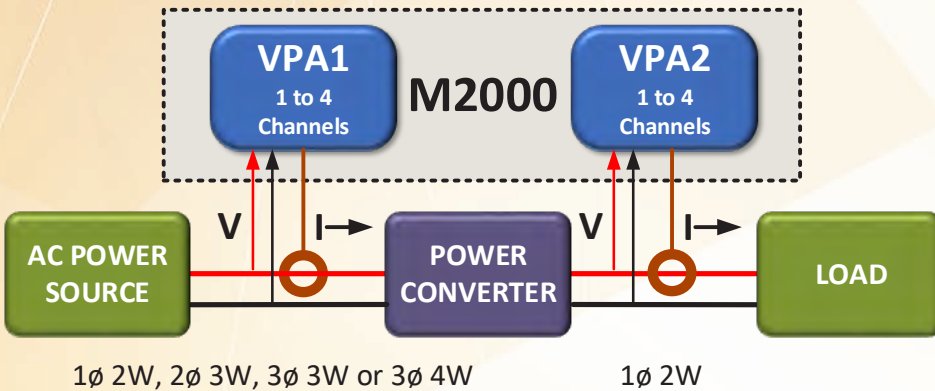 VPA1
1 to 4
Channels
M2000
VPA2
1 to 4
Channels
V
I
V
I
AC POWER
SOURCE
POWER
CONVERTER
LOAD
1ø 2W, 2ø 3W, 3ø 3W or 3ø 4W
1ø 2W